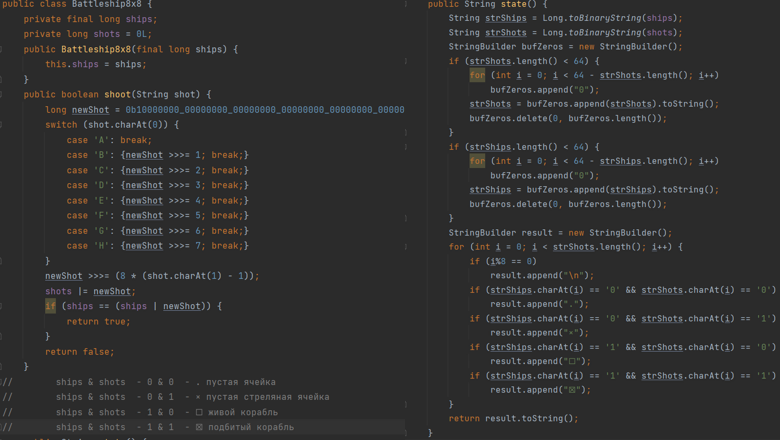 public class Battleship8x8 {
private final long ships;
private long shots = 0L;
public Battleship8x8(final long ships) {
this.ships = ships;
}
public boolean shoot(String shot) {
long newShot = 0b10000000_00000000_00000000_00000000_00000000_00000
switch (shot.charAt(0)) {
case 'A': break;
case 'B': {newShot >>>= 1; break;}
case 'C': {newShot >>>= 2; break;}
case 'D': {newShot >>>= 3; break;}
case 'E': {newShot >>>= 4; break;}
case 'F': {newShot >>>= 5; break;}
case 'G': {newShot >>>= 6; break;}
case 'H': {newShot >>>= 7; break;}
}
newShot >>>= (8 * (shot.charAt(1) - 1));
shots |= newShot;
if (ships == (ships | newShot)) {
return true;
}
return false;
}
// ships & shots - 0 & 0 - . пустая ячейка
// ships & shots - 0 & 1 - × пустая стреляная ячейка
// ships & shots - 1 & 0 - ☐ живой корабль
// ships & shots - 1 & 1 - ☒ подбитый корабль
public String state() {
String strShips = Long.toBinaryString(ships);
String strShots = Long.toBinaryString(shots);
StringBuilder bufZeros = new StringBuilder();
if (strShots.length() < 64) {
for (int i = 0; i < 64 - strShots.length(); i++)
bufZeros.append("0");
strShots = bufZeros.append(strShots).toString();
bufZeros.delete(0, bufZeros.length());
}
if (strShips.length() < 64) {
for (int i = 0; i < 64 - strShips.length(); i++)
bufZeros.append("0");
strShips = bufZeros.append(strShips).toString();
bufZeros.delete(0, bufZeros.length());
}
StringBuilder result = new StringBuilder();
for (int i = 0; i < strShots.length(); i++) {
if (i%8 == 0)
result.append("\n");
if (strShips.charAt(i) == '0' && strShots.charAt(i) == '0')
result.append(".");
if (strShips.charAt(i) == '0' && strShots.charAt(i) == '1')
result.append("×");
if (strShips.charAt(i) == '1' && strShots.charAt(i) == '0')
result.append("☐");
if (strShips.charAt(i) == '1' && strShots.charAt(i) == '1')
result.append("☒");
}
return result.toString();
}